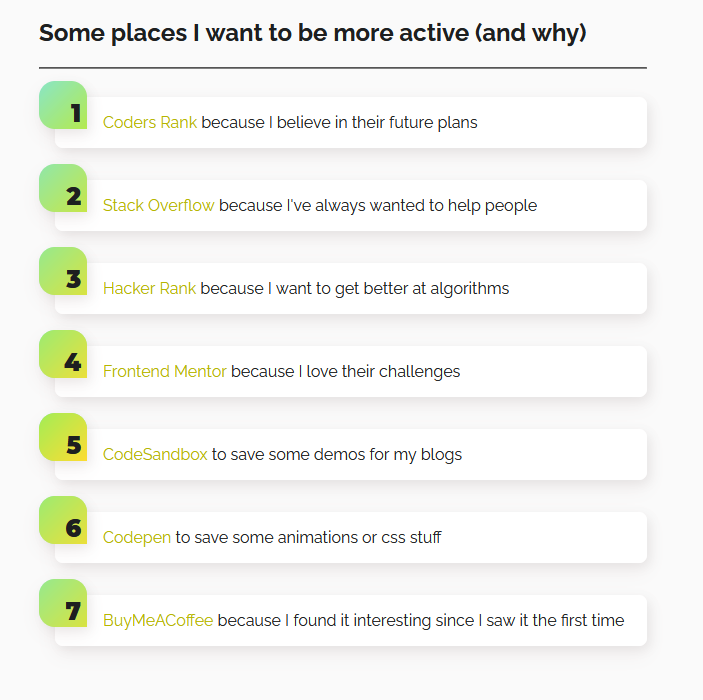 Some places I want to be more active (and why)
1
Coders Rank because I believe in their future plans
2
Stack Overflow because I've always wanted to help people
3
Hacker Rank because I want to get better at algorithms
4
Frontend Mentor because I love their challenges
5
CodeSandbox to save some demos for my blogs
6
Codepen to save some animations or css stuff
7
BuyMeACoffee because I found it interesting since I saw it the first time